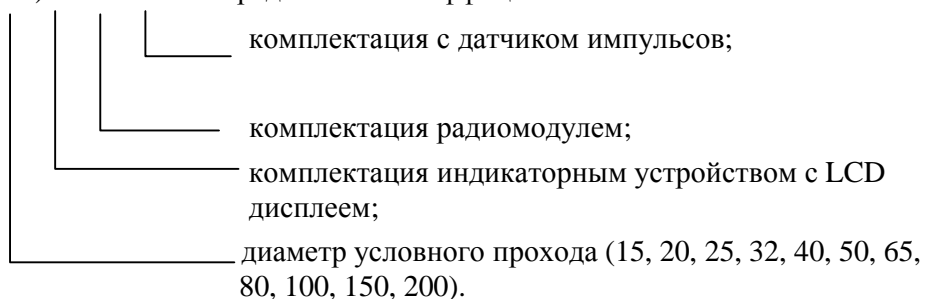 комплектация с датчиком импульсов;
комплектация радиомодулем;
комплектация индикаторным устройством с LCD
дисплеем;
диаметр условного прохода (15, 20, 25, 32, 40, 50, 65,
80, 100, 150, 200).